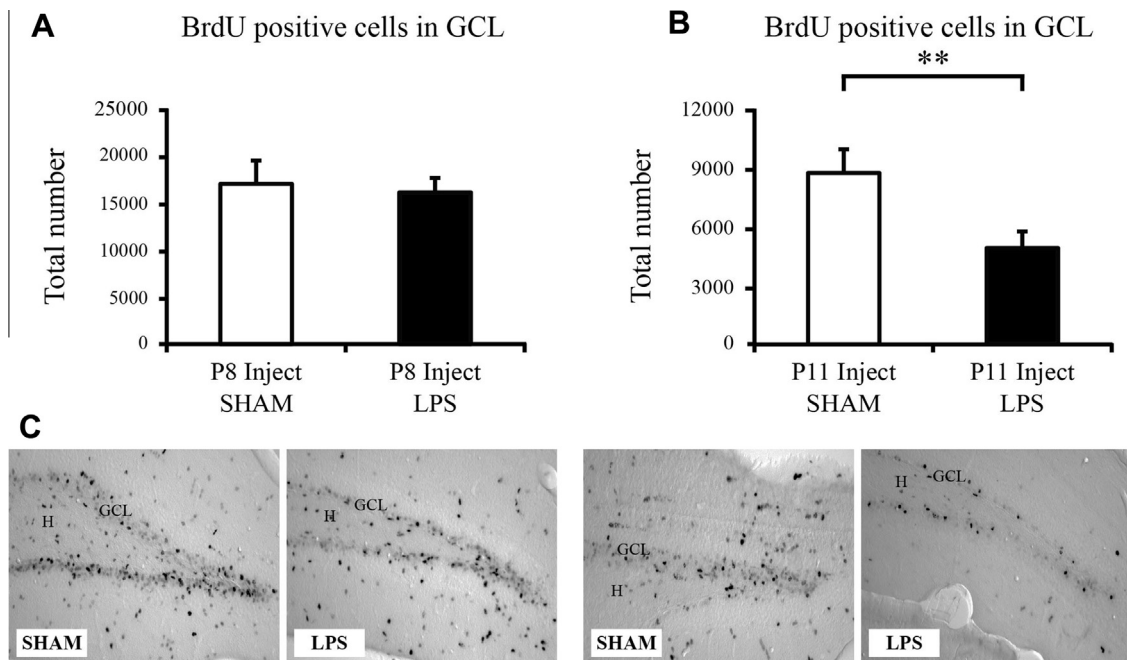 A
BrdU positive cells in GCL
Total number
25000
20000
15000
10000
5000
0
P8 Inject
SHAM
P8 Inject
LPS
B
BrdU positive cells in GCL
**
Total number
12000
9000
6000
3000
0
P11 Inject
SHAM
P11 Inject
LPS
C
GCL
H
SHAM
GCL
H
LPS
GCL
H
SHAM
GCL
H
LPS